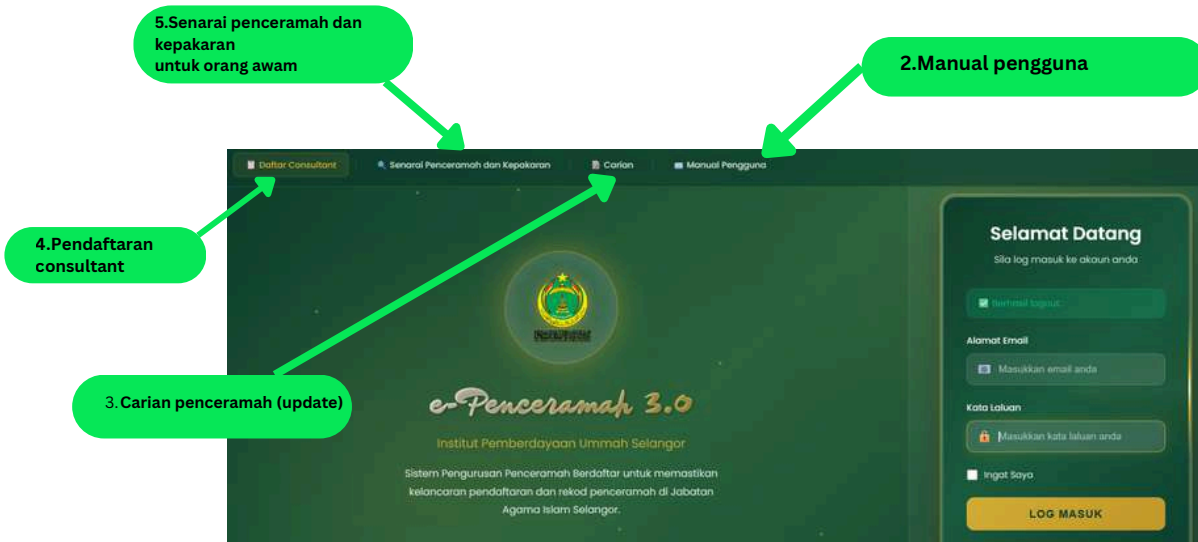 5.Senarai penceramah dan
kepakaran
untuk orang awam
2.Manual pengguna
Daftar Consultant
Senarai Penceramah dan Kepakaran
Carian
Manual Pengguna
4.Pendaftaran
consultant
3.Carian penceramah (update)
e-Penceramah 3.0
Institut Pemberdayaan Ummah Selangor
Sistem Pengurusan Penceramah Berdaftar untuk memastikan
kelancaran pendaftaran dan rekod penceramah di Jabatan
Agama Islam Selangor.
Selamat Datang
Sila log masuk ke akaun anda
Berhasil logout.
Alamat Email
Masukkan email anda
Kata Laluan
Masukkan kata laluan anda
Ingat Saya
LOG MASUK